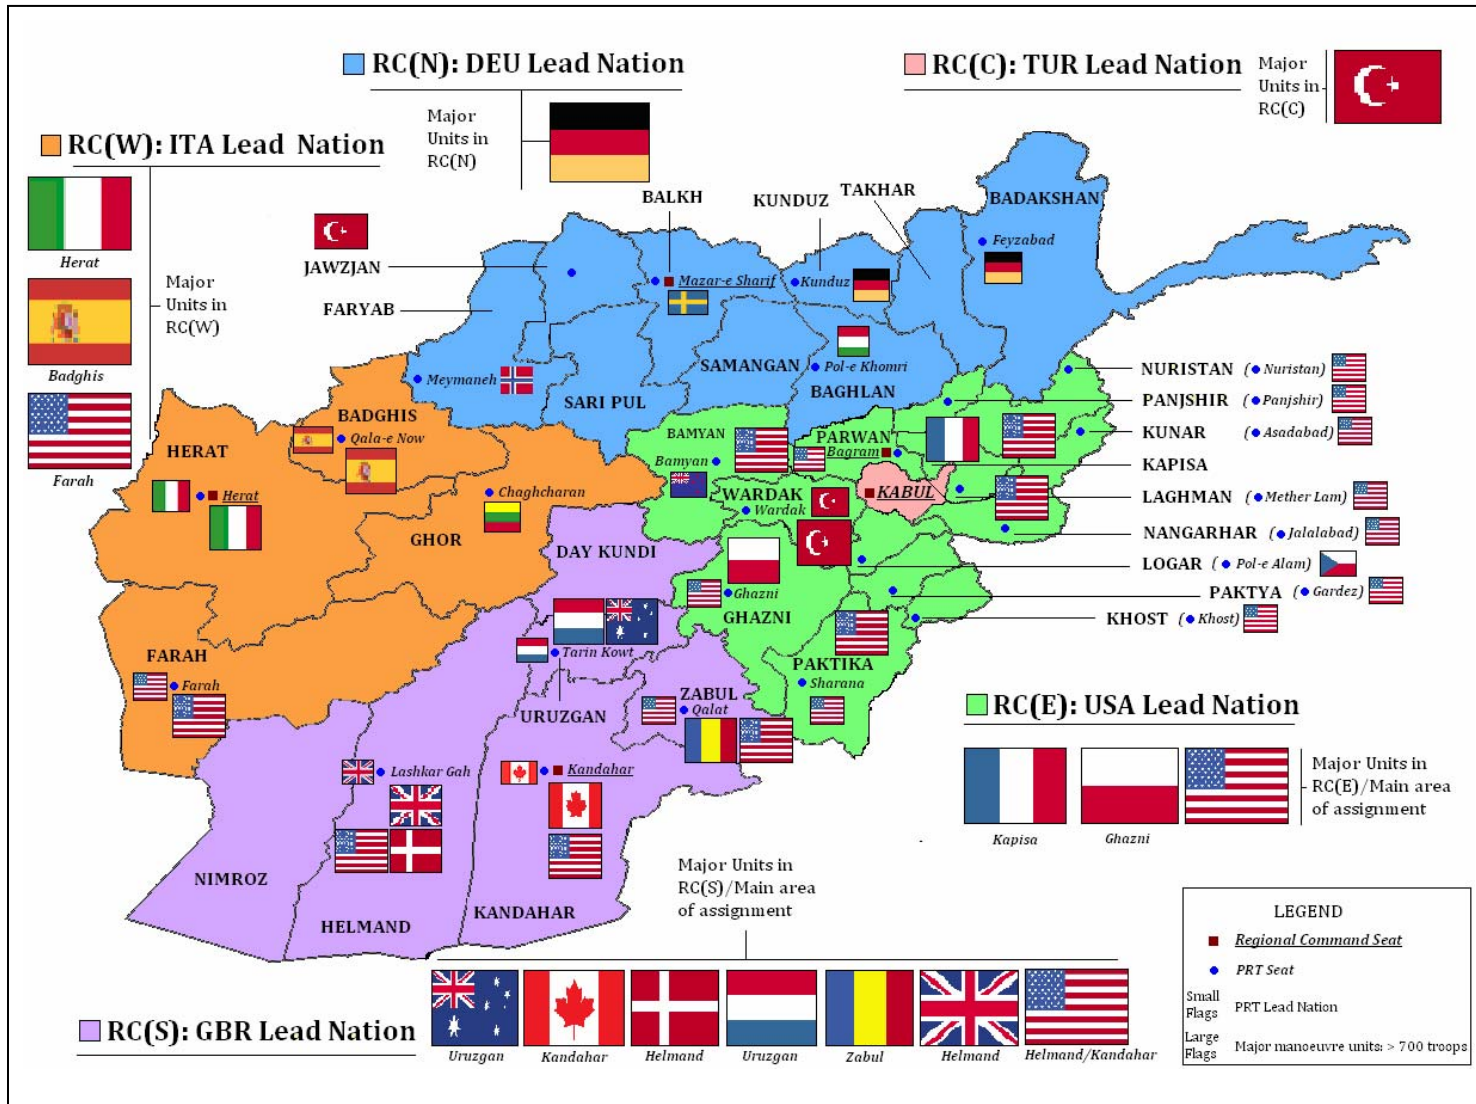 RC(N): DEU Lead Nation
Major
Units in
RC(N)
RC(C): TUR Lead Nation
Major
Units in
RC(C)
RC(W): ITA Lead Nation
Herat
Badghis
Farah
Major
Units in
RC(W)
BALKH
KUNDUZ
TAKHAR
BADAKSHAN
Feyzabad
JAWZJAN
FARYAB
Mazar-e Sharif
Kunduz
Meymaneh
SARI PUL
SAMANGAN
Pol-e Khomri
BAGHLAN
NURISTAN (Nuristan)
PANJSHIR (Panjshir)
KUNAR (Asadabad)
KAPISA
LAGHMAN (Mether Lam)
NANGARHAR (Jalalabad)
LOGAR (Pol-e Alam)
PAKTYA (Gardez)
KHOST (Khost)
BADGHIS
Qala-e Now
HERAT
Herat
Chaghcharan
GHOR
BAMYAN
Bamyan
PARWAN
Bagram
WARDAK
Wardak
KABUL
DAY KUNDI
Ghazni
GHAZNI
FARAH
Farah
Tarin Kowt
URUZGAN
ZABUL
Qalat
PAKTIKA
Sharana
Lashkar Gah
Kandahar
NIMROZ
HELMAND
KANDAHAR
RC(E): USA Lead Nation
Kapisa
Ghazni
Major Units in
RC(E)/Main area
of assignment
Major Units in
RC(S)/Main area
of assignment
RC(S): GBR Lead Nation
Uruzgan
Kandahar
Helmand
Uruzgan
Zabul
Helmand
Helmand/Kandahar
LEGEND
Regional Command Seat
PRT Seat
Small
Flags
PRT Lead Nation
Large
Flags
Major manoeuvre units: > 700 troops